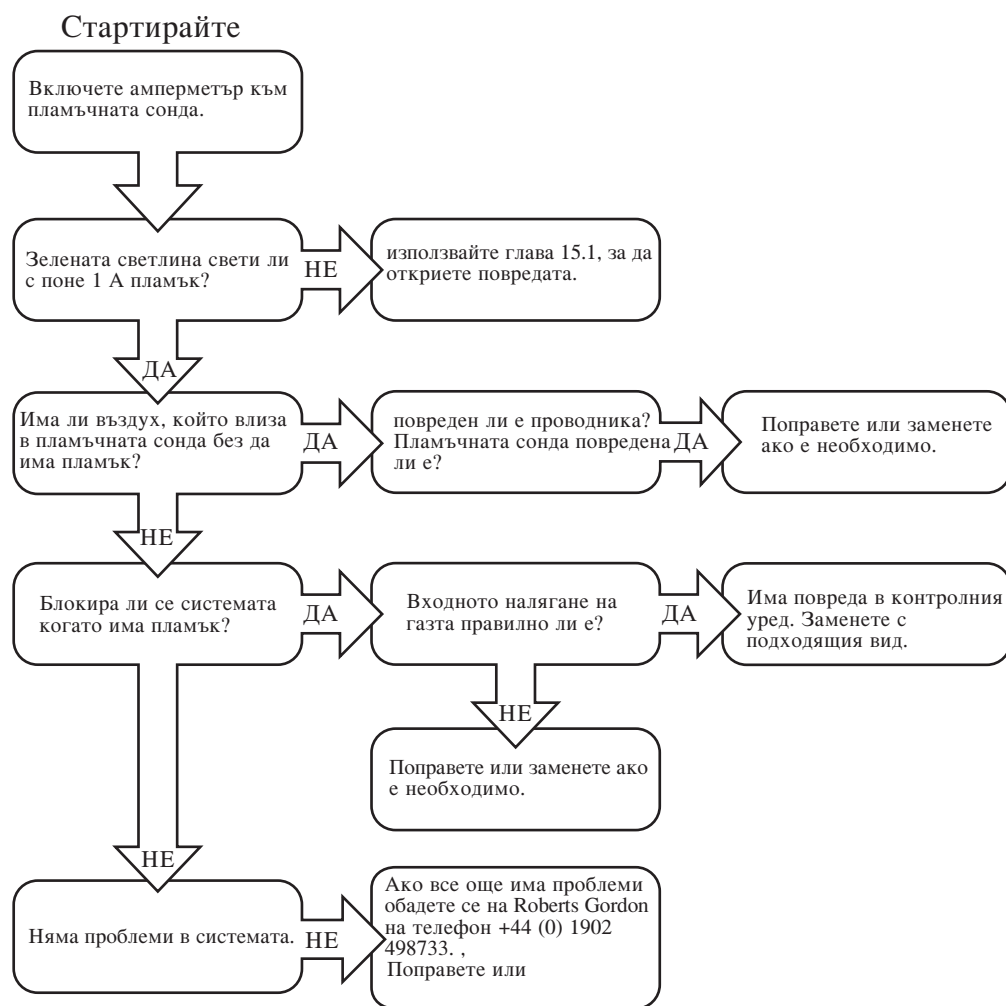 Стартирайте
Включете амперметър към
пламъчната сонда.
Зелената светлина свети ли
с поне 1 А пламък?
НЕ
използвайте глава 15.1, за да
откриете повредата.
ДА
Има ли въздух, който влиза
в пламъчната сонда без да
има пламък?
ДА
повреден ли е проводника?
Пламъчната сонда повредена
ли е?
ДА
Поправете или заменете
ако е необходимо.
НЕ
Блокира ли се системата
когато има пламък?
ДА
Входното налягане на
газта правилно ли е?
ДА
Има повреда в контролния
уред. Заменете с
подходящия вид.
НЕ
Поправете или заменете ако
е необходимо.
НЕ
Няма проблеми в системата.
НЕ
Ако все още има проблеми
обадете се на Roberts Gordon
на телефон +44 (0) 1902
498733. ,
Поправете или